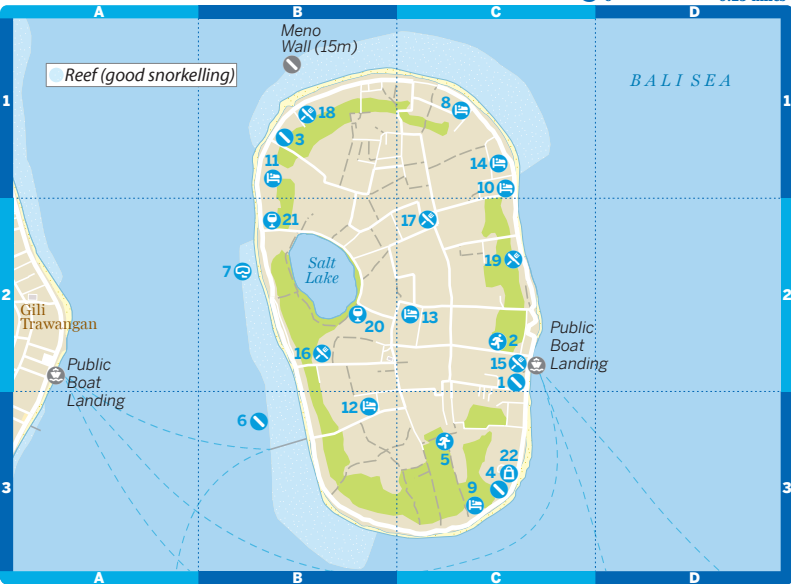 A
B
C
D
Meno
Wall (15m)
Reef (good snorkelling)
BALI SEA
1
1
18
8
3
11
14
10
21
17
7
19
Salt
Lake
2
2
Gili
Trawangan
20
13
2
Public
Boat
Landing
16
15
Public
Boat
Landing
1
12
6
5
22
4
9
3
3
A
B
C
D